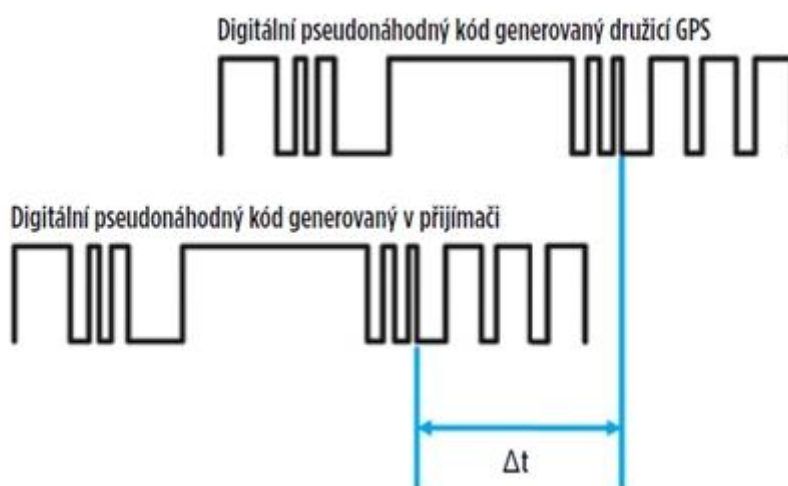 Digitální pseudonáhodný kód generovaný družicí GPS
Digitální pseudonáhodný kód generovaný v přijímači
Δt